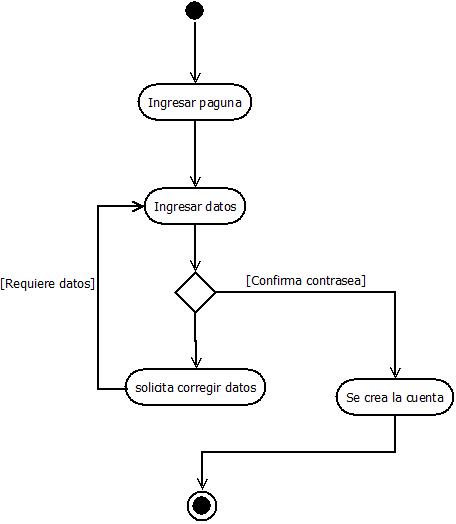 Ingresar paguna
Ingresar datos
[Requiere datos]
[Confirma contrasea]
solicita corregir datos
Se crea la cuenta